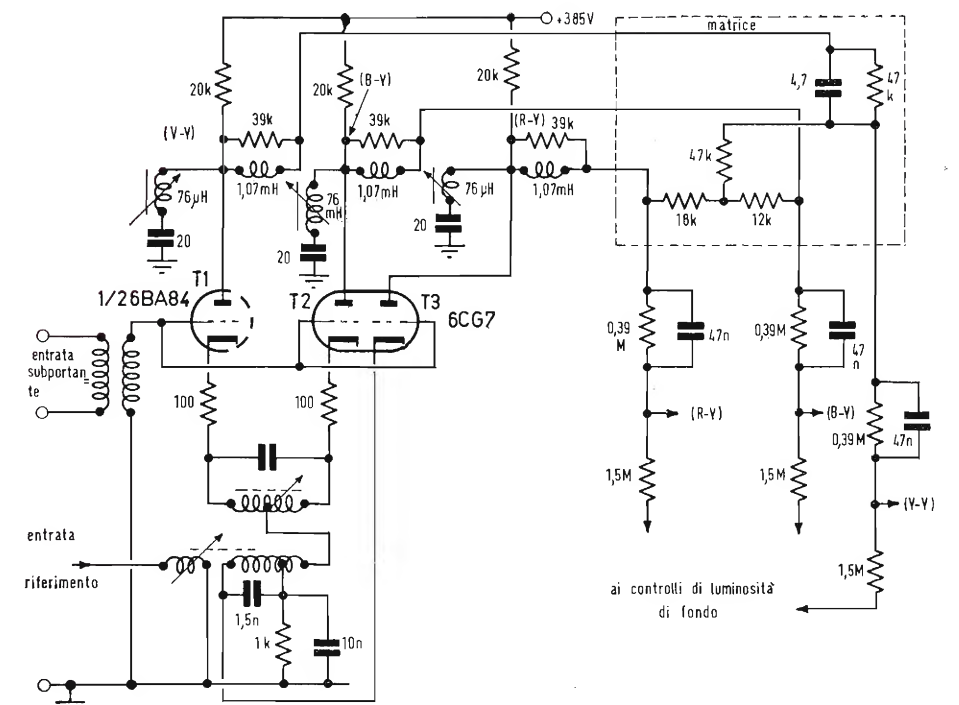 +385V
matrice
20k
20k
20k
(B-Y)
4,7
47
k
(V-Y)
39k
39k
(R-Y)
39k
47k
76µH
1,07mH
76
mH
1,07mH
76µH
1,07mH
18k
12k
20
20
20
T1
1/26BA84
T2
T3
6CG7
0,39
M
47n
0,39M
47
n
entrata
subportan=
te
100
100
(R-Y)
(B-Y)
0,39M
47n
1,5M
1,5M
(V-Y)
entrata
riferimento
1,5n
1k
10n
1,5M
ai controlli di luminosità
di fondo